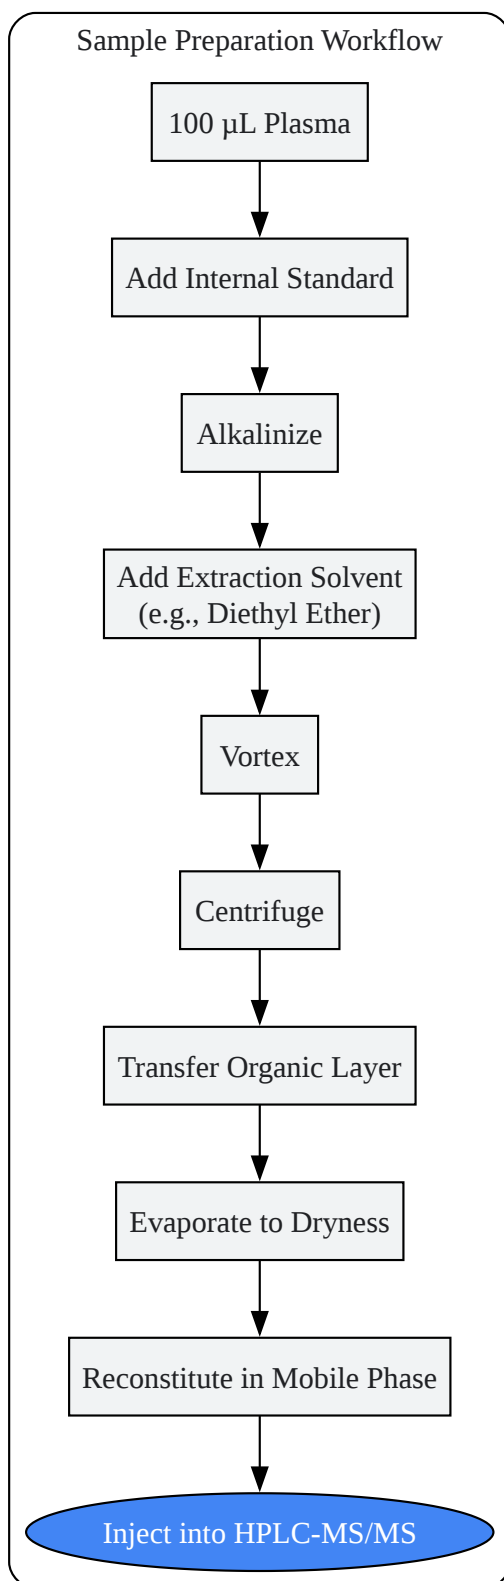 Sample Preparation Workflow
100 µL Plasma
Add Internal Standard
Alkalinize
Add Extraction Solvent
(e.g., Diethyl Ether)
Vortex
Centrifuge
Transfer Organic Layer
Evaporate to Dryness
Reconstitute in Mobile Phase
Inject into HPLC-MS/MS